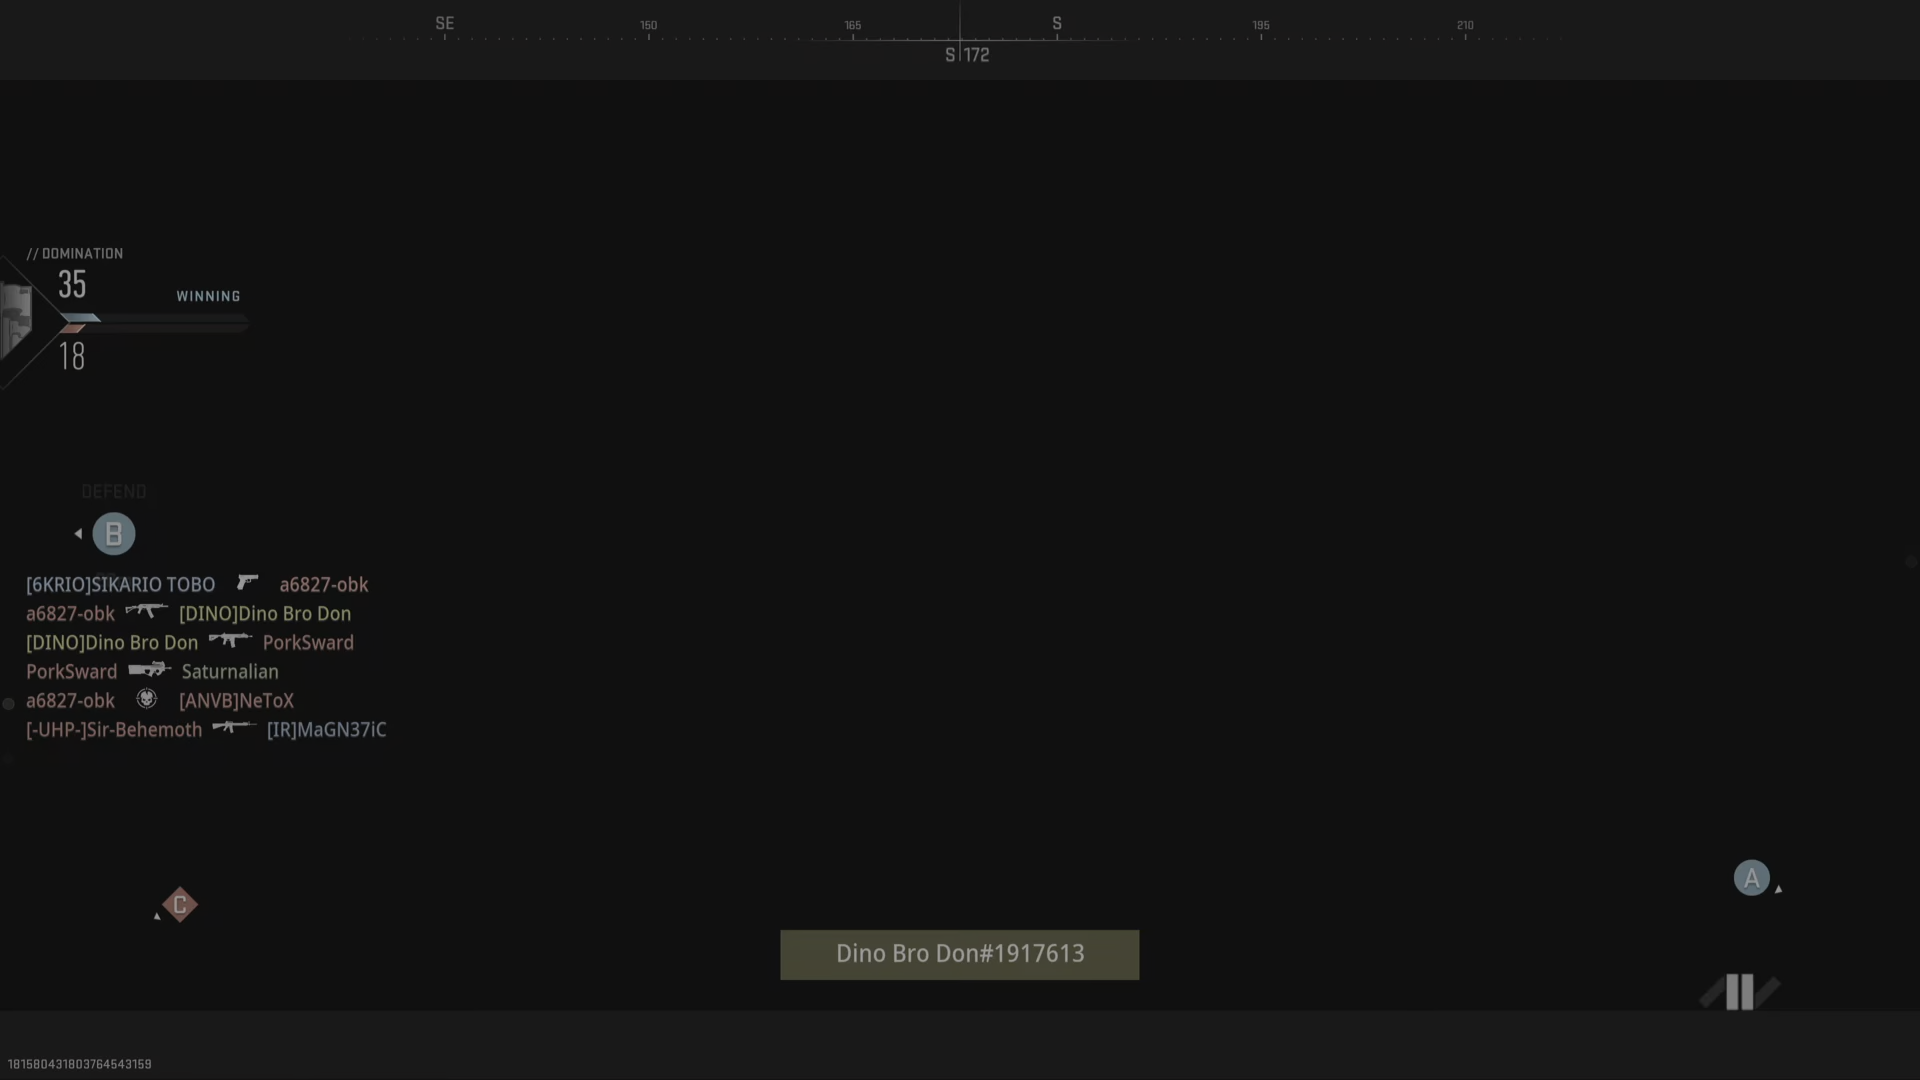 SE 150 165 S 195 210
S 172
// DOMINATION
35
WINNING
18
DEFEND
B
[6KRIO]SIKARIO TOBO a6827-obk
a6827-obk [DINO]Dino Bro Don
[DINO]Dino Bro Don PorkSward
PorkSward Saturnalian
a6827-obk [ANVB]NeToX
[-UHP-]Sir-Behemoth [IR]MaGN37iC
A
C
Dino Bro Don#1917613
181580431803764543159